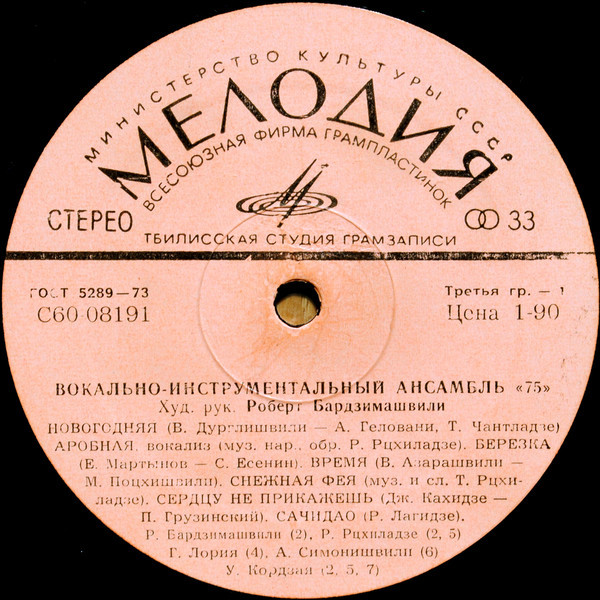 МИНИСТЕРСТВО КУЛЬТУРЫ СССР
МЕЛОДИЯ
ВСЕСОЮЗНАЯ ФИРМА ГРАМПЛАСТИНОК
СТЕРЕО
33
ТБИЛИССКАЯ СТУДИЯ ГРАМЗАПИСИ
ГОСТ 5289—73
Третья гр. — 1
С60-08191
Цена 1-90
ВОКАЛЬНО-ИНСТРУМЕНТАЛЬНЫЙ АНСАМБЛЬ «75»
Худ. рук. Роберт Бардзимашвили
НОВОГОДНЯЯ (В. Дурглишвили — А. Геловани, Т. Чантладзе)
АРОБНАЯ, вокализ (муз. нар., обр. Р. Рцхиладзе). БЕРЕЗКА
(Е. Мартынов — С. Есенин). ВРЕМЯ (В. Азарашвили —
М. Поцхишвили). СНЕЖНАЯ ФЕЯ (муз. и сл. Т. Рцхи-
ладзе). СЕРДЦУ НЕ ПРИКАЖЕШЬ (Дж. Кахидзе —
П. Грузинский). САЧИДАО (Р. Лагидзе).
Р. Бардзимашвили (2), Р. Рцхиладзе (2, 5)
Г. Лория (4), А. Симонишвили (6)
У. Кордзая (2, 5, 7)